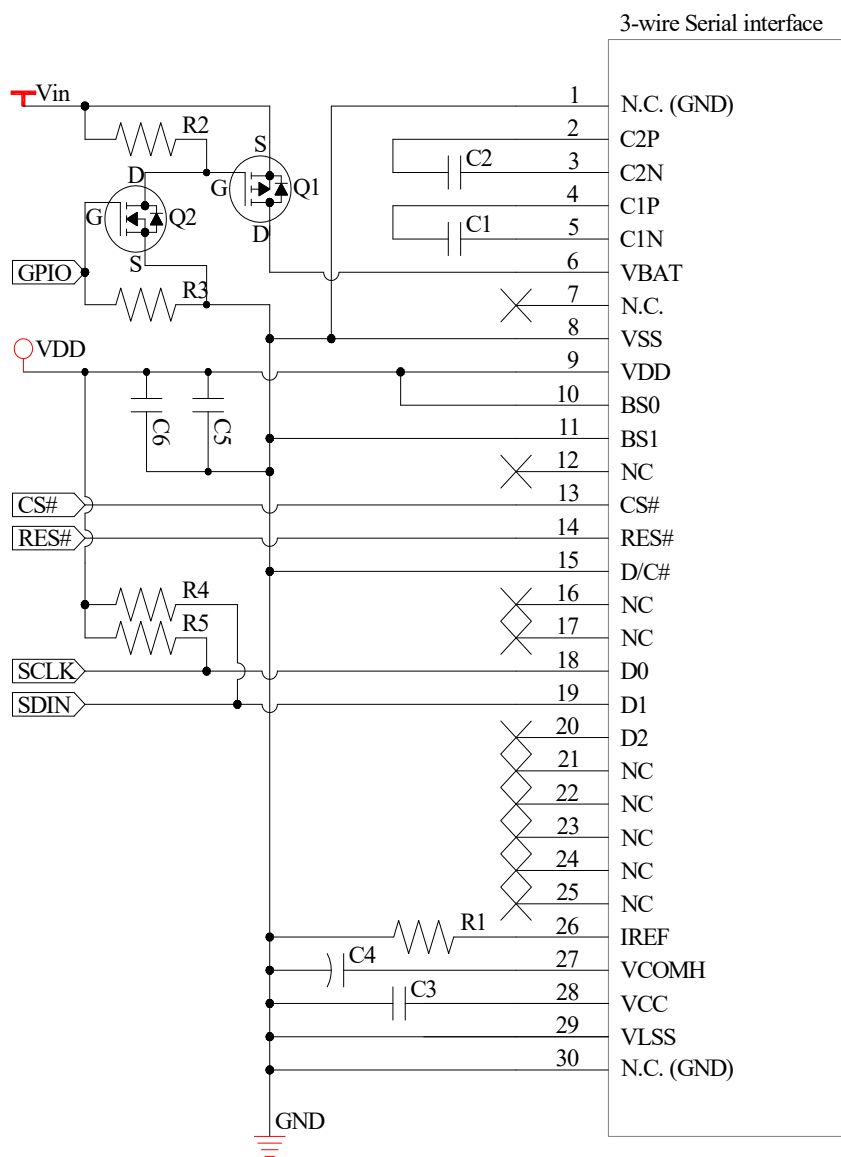 3-wire Serial interface
Vin
1 N.C. (GND)
R2
2 C2P
S
C2
3 C2N
D
G
Q1
4 C1P
G
Q2
C1
5 C1N
D
S
GPIO
6 VBAT
R3
7 N.C.
8 VSS
VDD
9 VDD
10 BS0
C6
C5
11 BS1
12 NC
CS#
13 CS#
RES#
14 RES#
15 D/C#
R4
16 NC
R5
17 NC
SCLK
18 D0
SDIN
19 D1
20 D2
21 NC
22 NC
23 NC
24 NC
25 NC
R1
26 IREF
C4
27 VCOMH
C3
28 VCC
29 VLSS
30 N.C. (GND)
GND